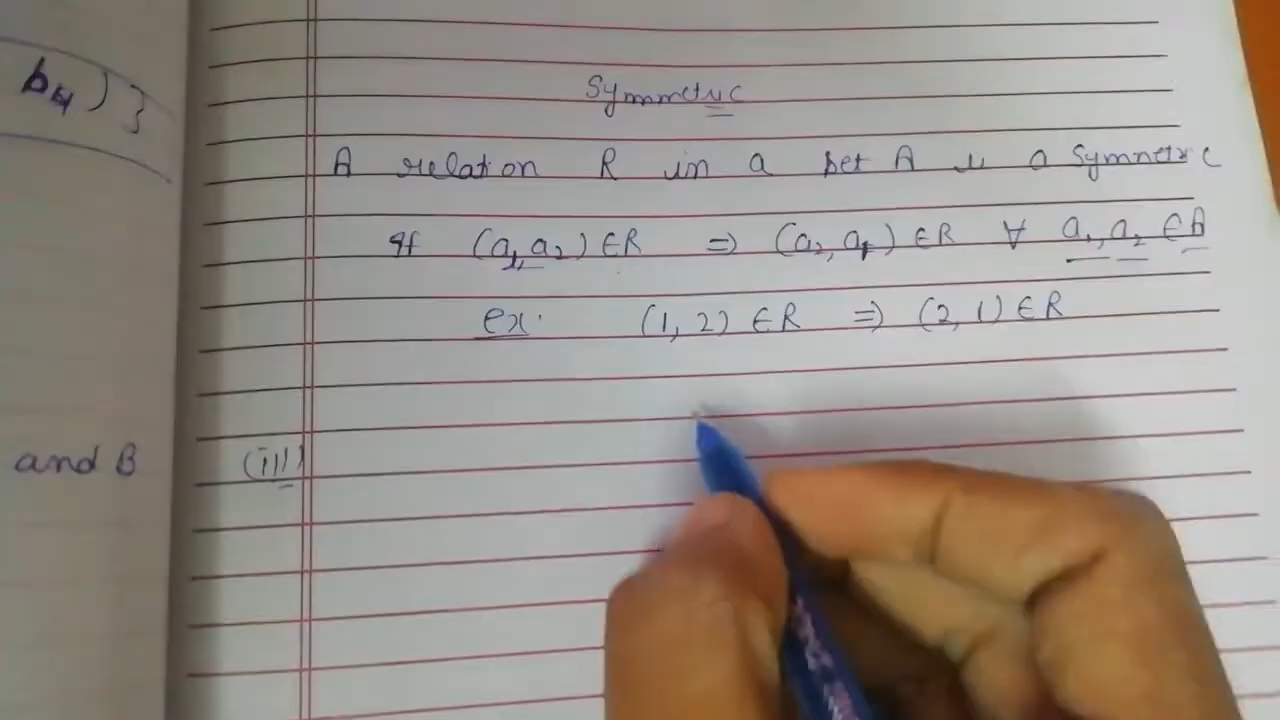 b4) }
and B
Symmetric
A relation R in a set A is a Symmetric
if (a1, a2) ∈ R ⇒ (a2, a1) ∈ R ∀ a1, a2 ∈ A
ex. (1, 2) ∈ R ⇒ (2, 1) ∈ R
(iii)